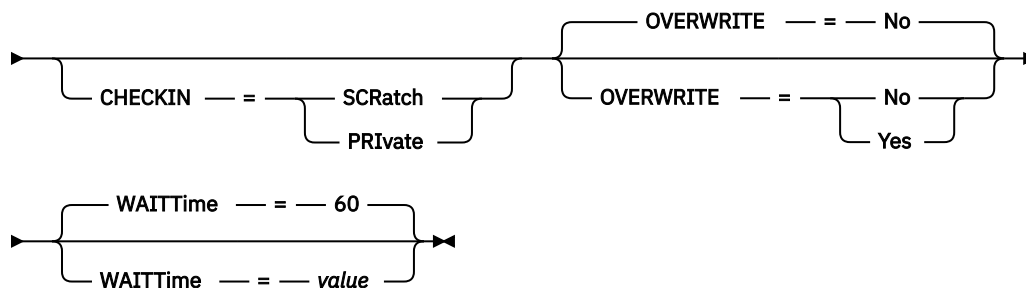 OVERWRITE = No
CHECKIN = SCRatch OVERWRITE = No
PRIvate Yes
WAITTime = 60
WAITTime = value